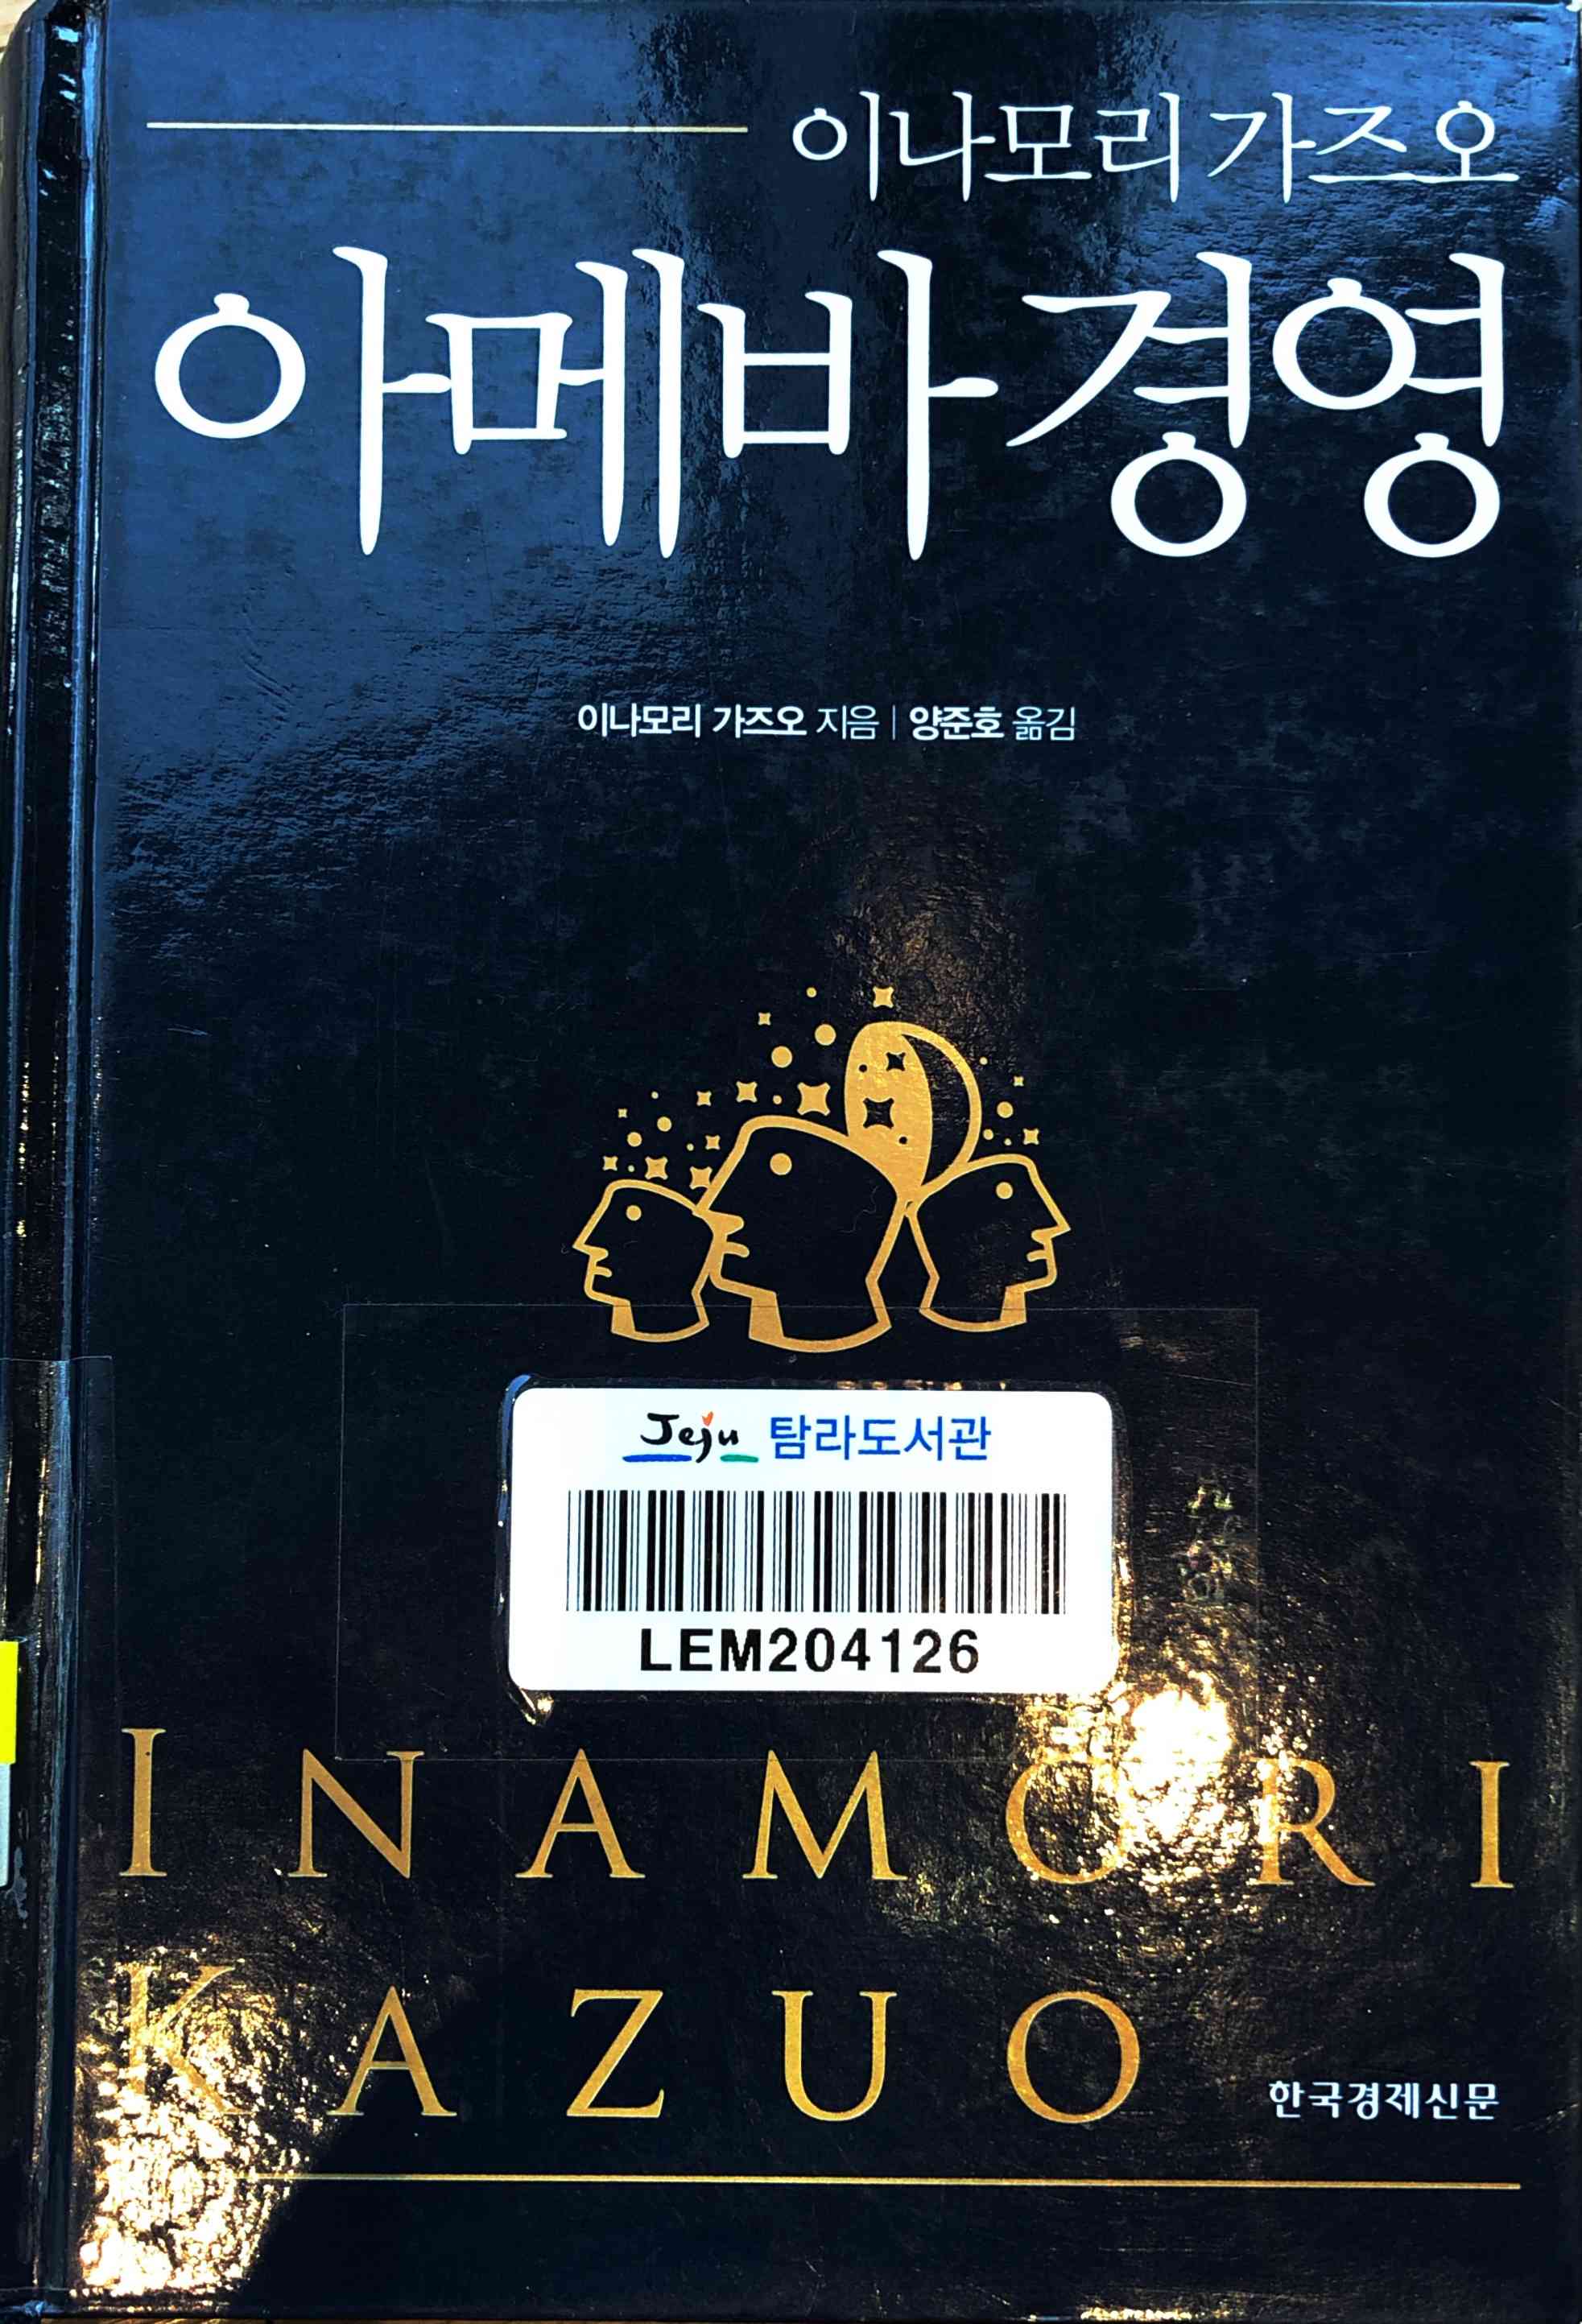 이나모리 가즈오
아메바 경영
이나모리 가즈오 지음 | 양준호 옮김
Jeju 탐라도서관
LEM204126
INAMORI
KAZUO
한국경제신문